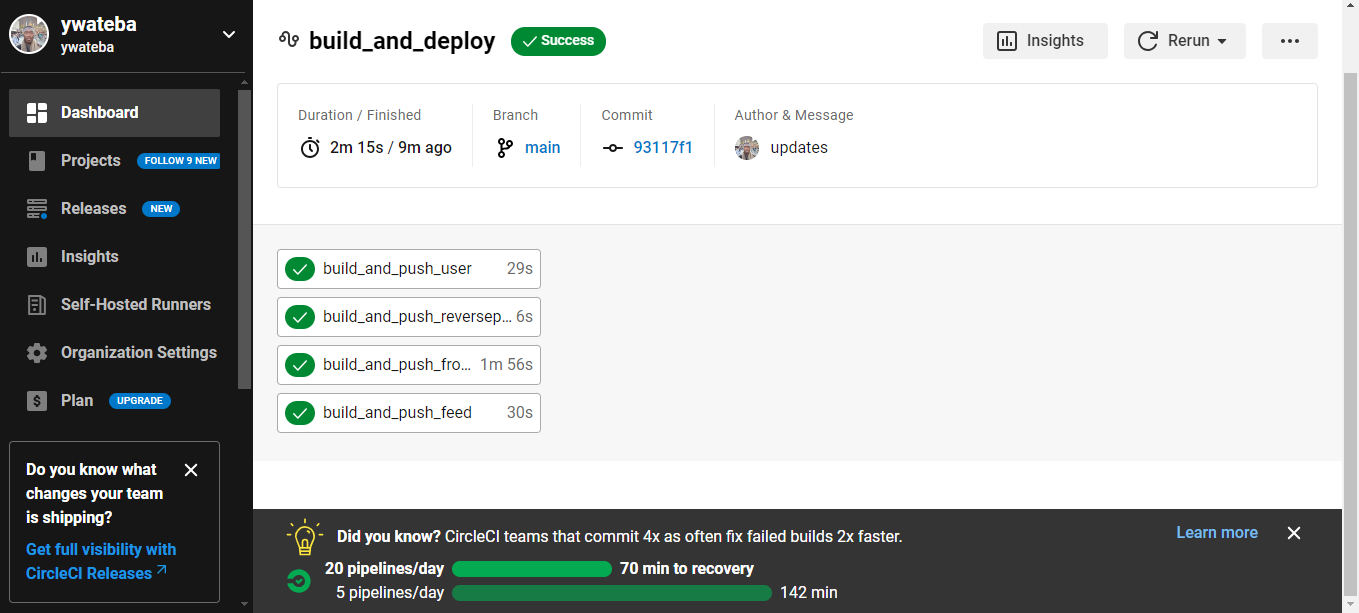 ywateba
ywateba
Dashboard
Projects FOLLOW 9 NEW
Releases NEW
Insights
Self-Hosted Runners
Organization Settings
Plan UPGRADE
Do you know what
changes your team
is shipping?
Get full visibility with
CircleCI Releases
build_and_deploy Success
Insights Rerun
Duration / Finished
2m 15s / 9m ago
Branch
main
Commit
93117f1
Author & Message
updates
build_and_push_user 29s
build_and_push_reversep... 6s
build_and_push_fro... 1m 56s
build_and_push_feed 30s
Did you know? CircleCI teams that commit 4x as often fix failed builds 2x faster.
Learn more
20 pipelines/day 70 min to recovery
5 pipelines/day 142 min